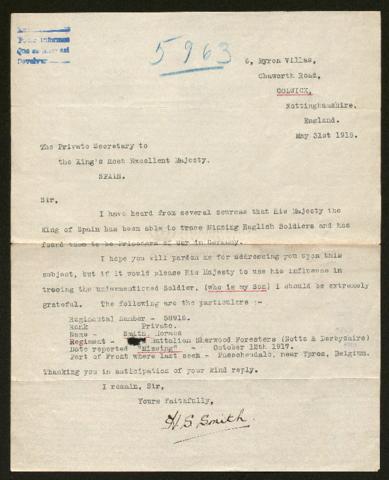 Para informes
Devolver
5963
6, Myron Villas,
Chaworth Road,
COLWICK,
Nottinghamshire,
England.
May 31st 1918.
The Private Secretary to
the King's Most Excellent Majesty.
SPAIN.
Sir,
I have heard from several sources that His Majesty the
King of Spain has been able to trace Missing English Soldiers and has
found them to be Prisoners of War in Germany.
I hope you will pardon me for addressing you upon this
subject, but if it would please His Majesty to use his influence in
tracing the undermentioned Soldier, (who is my Son) I should be extremely
grateful. The following are the particulars :-
Regimental Number - 58918.
Rank Private.
Name - Smith, Horace
Regiment - Battalion Sherwood Foresters (Notts & Derbyshire)
Date reported "Missing" - October 12th 1917.
Part of Front where last seen - Passchendale, near Ypres, Belgium.
Thanking you in anticipation of your kind reply.
I remain, Sir,
Yours Faithfully,
H S Smith